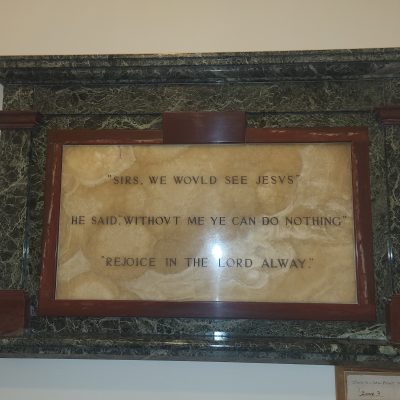 "SIRS, WE WOVLD SEE JESVS"
HE SAID, WITHOVT ME YE CAN DO NOTHING"
"REJOICE IN THE LORD ALWAY."